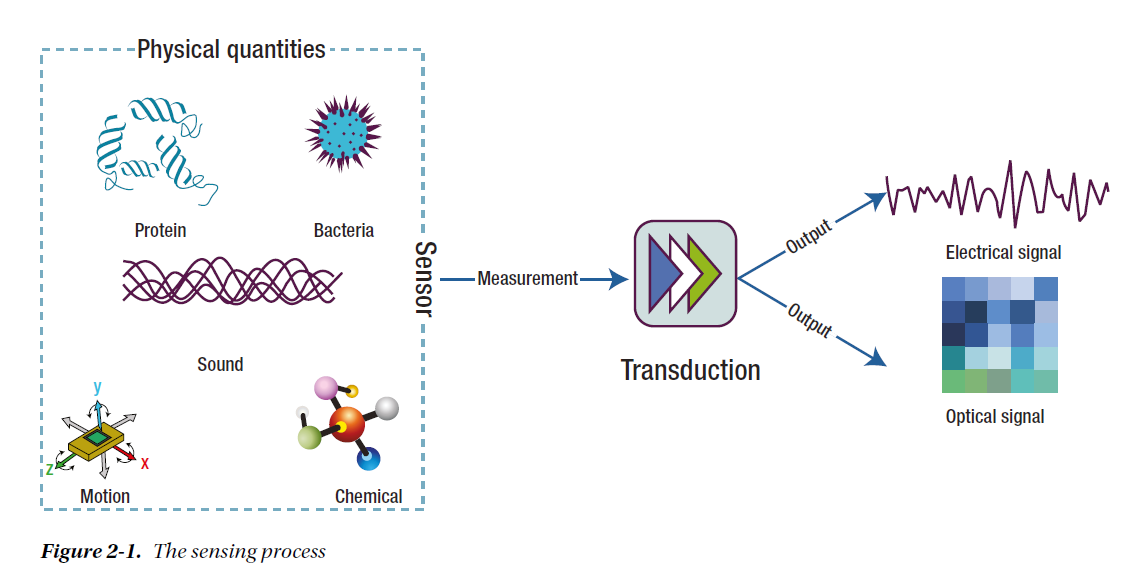 Physical quantities
Protein
Bacteria
Sound
y
z
x
Motion
Chemical
Sensor
Measurement
Transduction
Output
Output
Electrical signal
Optical signal
Figure 2-1. The sensing process